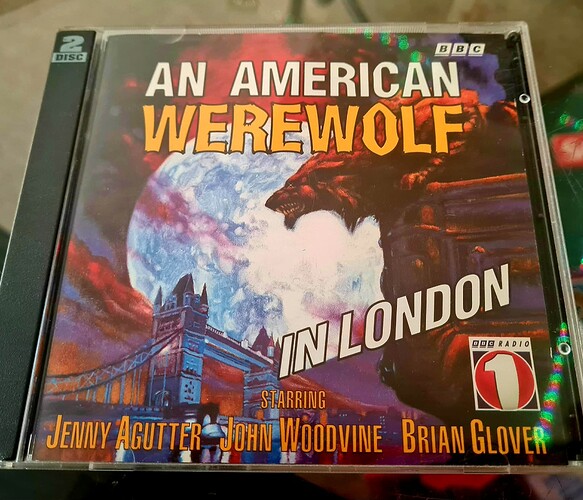 2
DISC
BBC
AN AMERICAN
WEREWOLF
IN LONDON
BBC RADIO
1
STARRING
JENNY AGUTTER JOHN WOODVINE BRIAN GLOVER